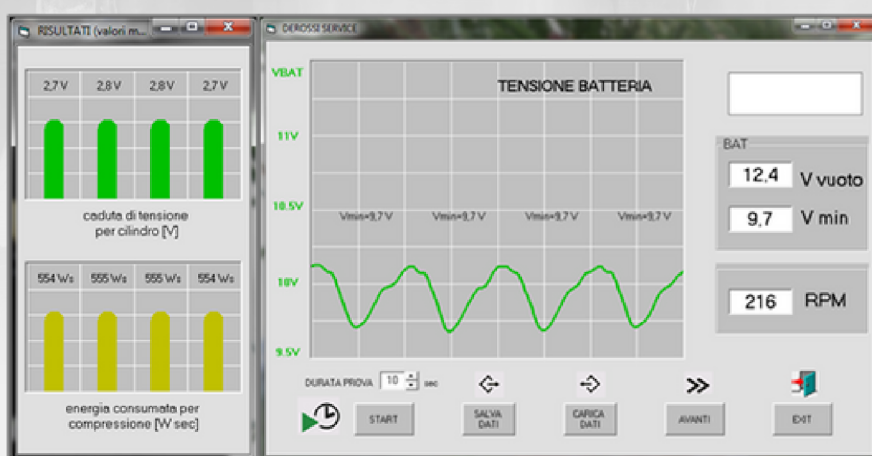 RISULTATI (valori m...
2,7 V 2,8 V 2,8 V 2,7 V
caduta di tensione
per cilindro [V]
554 Ws 555 Ws 555 Ws 554 Ws
energia consumata per
compressione [W sec]
DEROSSI SERVICE
VBAT
TENSIONE BATTERIA
11V
10.5V
Vmin=9,7 V Vmin=9,7 V Vmin=9,7 V Vmin=9,7 V
10V
9.5V
BAT
12,4 V vuoto
9,7 V min
216 RPM
DURATA PROVA 10 sec
START
SALVA
DATI
CARICA
DATI
AVANTI
EXIT